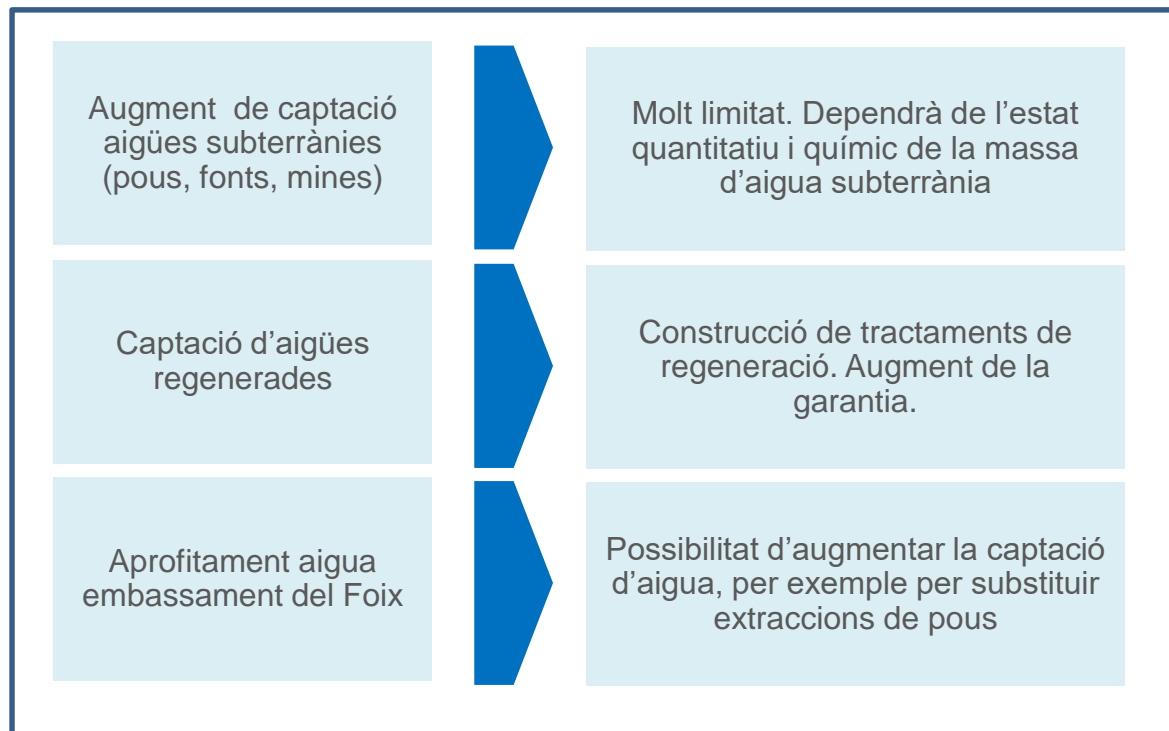 Augment  de captació
aigües subterrànies
(pous, fonts, mines)
Molt limitat. Dependrà de l’estat
quantitatiu i químic de la massa
d’aigua subterrània
Captació d’aigües
regenerades
Construcció de tractaments de
regeneració. Augment de la
garantia.
Aprofitament aigua
embassament del Foix
Possibilitat d’augmentar la captació
d’aigua, per exemple per substituir
extraccions de pous